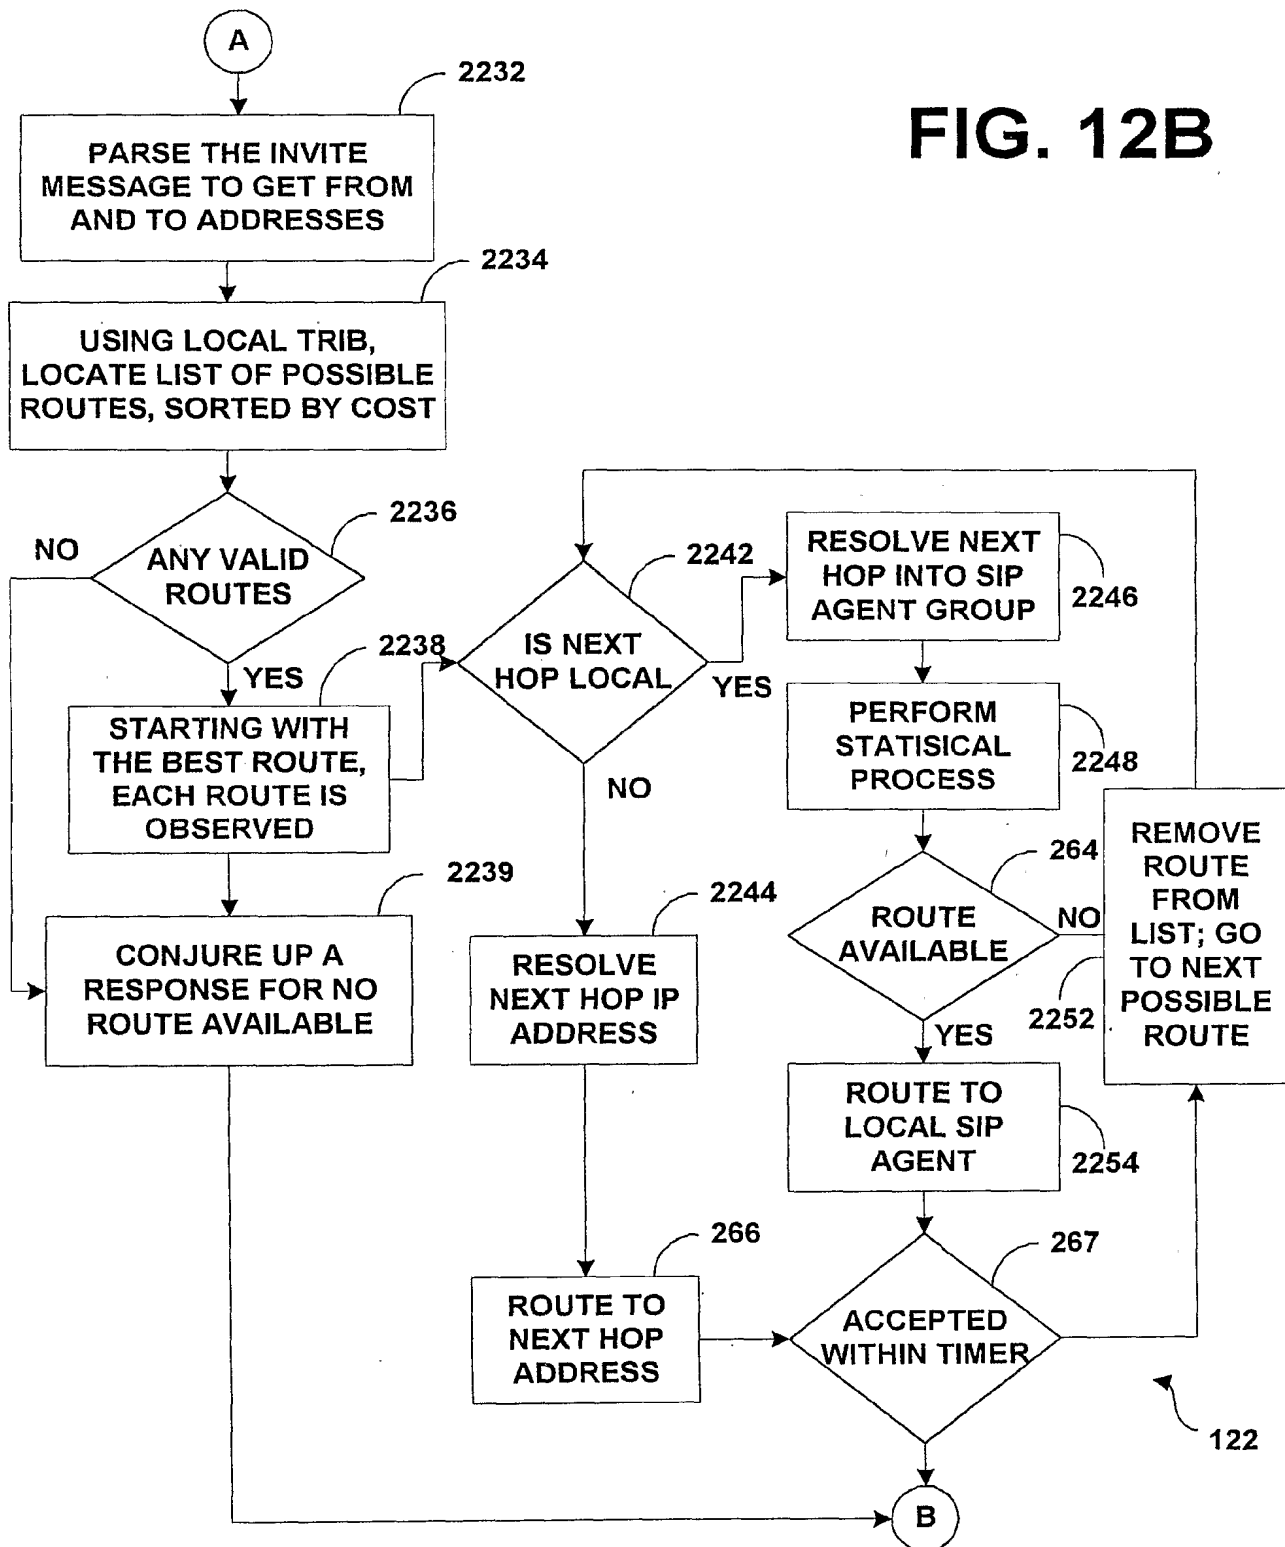 A
2232
FIG. 12B
PARSE THE INVITE
MESSAGE TO GET FROM
AND TO ADDRESSES
2234
USING LOCAL TRIB,
LOCATE LIST OF POSSIBLE
ROUTES, SORTED BY COST
2236
NO
ANY VALID
ROUTES
YES
2238
STARTING WITH
THE BEST ROUTE,
EACH ROUTE IS
OBSERVED
2239
CONJURE UP A
RESPONSE FOR NO
ROUTE AVAILABLE
2242
IS NEXT
HOP LOCAL
YES
NO
2244
RESOLVE
NEXT HOP IP
ADDRESS
266
ROUTE TO
NEXT HOP
ADDRESS
RESOLVE NEXT
HOP INTO SIP
AGENT GROUP
2246
PERFORM
STATISICAL
PROCESS
2248
264
ROUTE
AVAILABLE
NO
YES
2252
REMOVE
ROUTE
FROM
LIST; GO
TO NEXT
POSSIBLE
ROUTE
ROUTE TO
LOCAL SIP
AGENT
2254
267
ACCEPTED
WITHIN TIMER
122
B